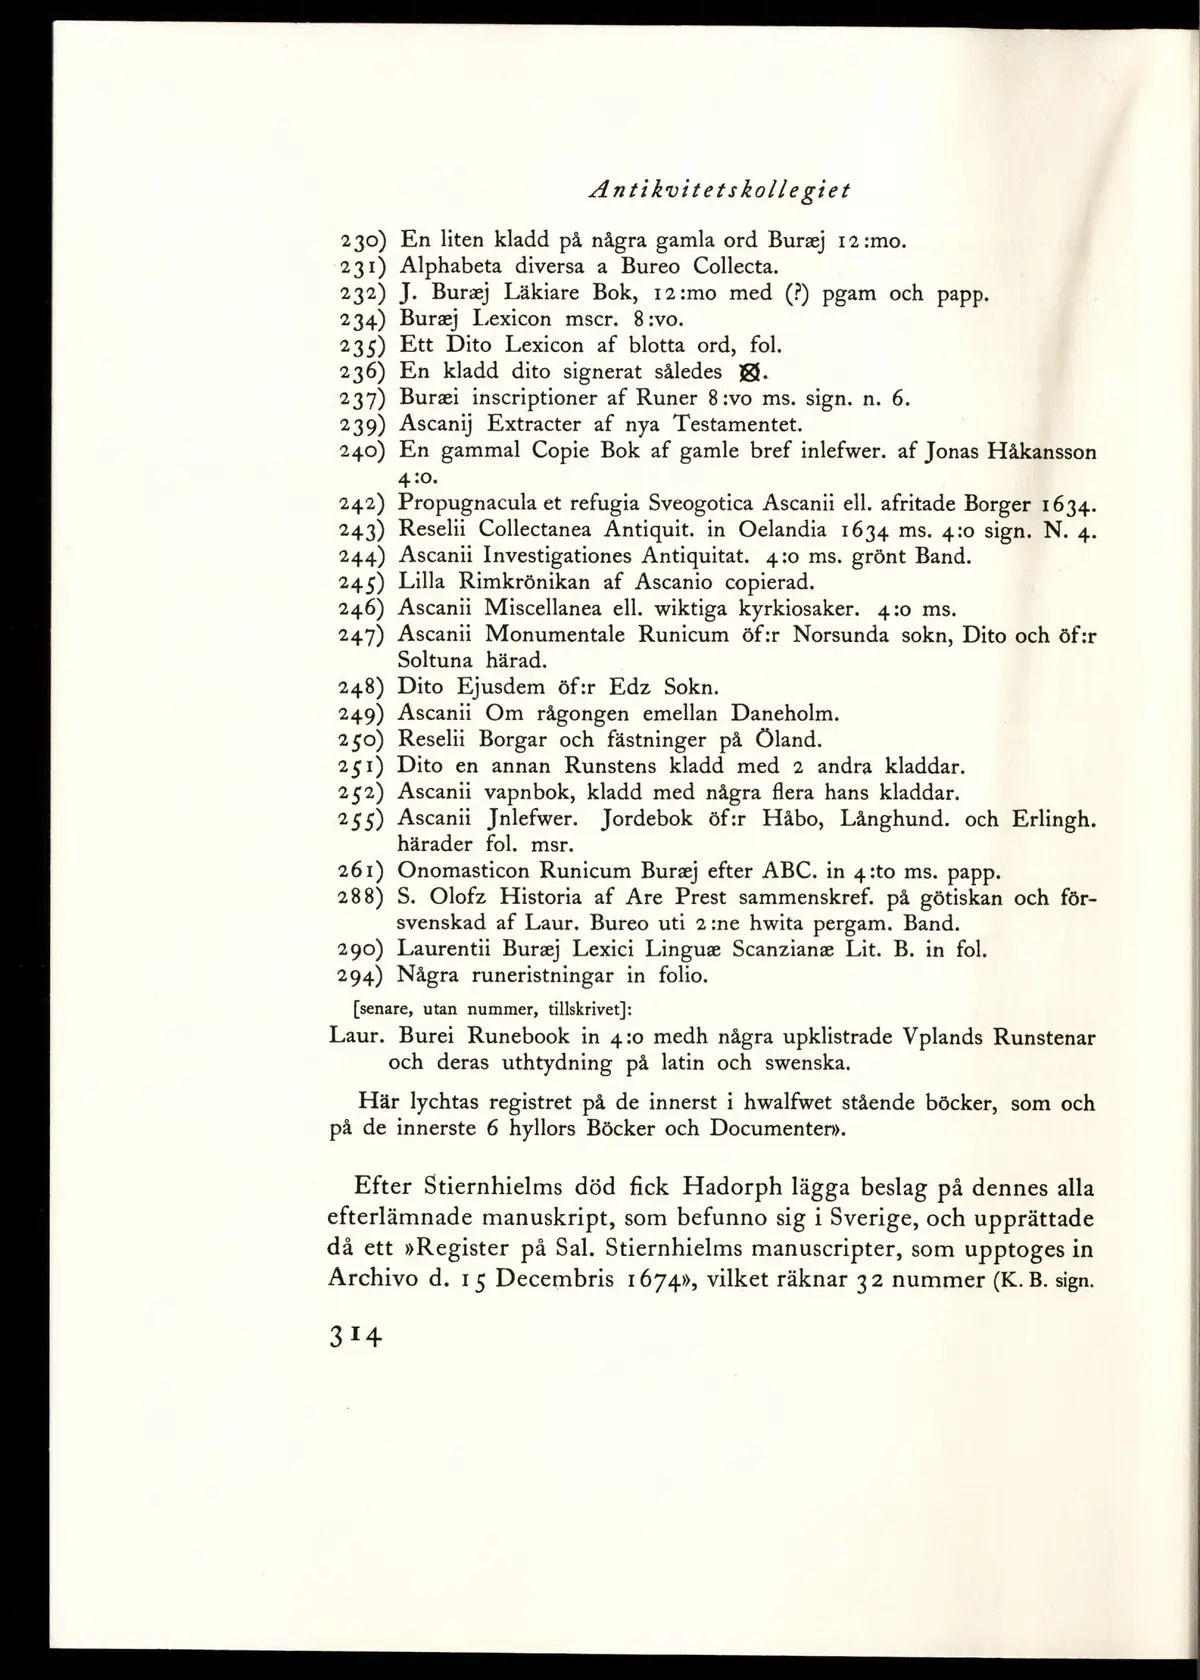 Antikvitetskollegiet
230) En liten kladd på några gamla ord Buræj 12:mo.
231) Alphabeta diversa a Bureo Collecta.
232) J. Buræj Läkiare Bok, 12:mo med (?) pgam och papp.
234) Buræj Lexicon mscr. 8:vo.
235) Ett Dito Lexicon af blotta ord, fol.
236) En kladd dito signerat således .
237) Buræi inscriptioner af Runer 8:vo ms. sign. n. 6.
239) Ascanij Extracter af nya Testamentet.
240) En gammal Copie Bok af gamle bref inlefwer. af Jonas Håkansson
4:o.
242) Propugnacula et refugia Sveogotica Ascanii ell. afritade Borger 1634.
243) Reselii Collectanea Antiquit. in Oelandia 1634 ms. 4:o sign. N. 4.
244) Ascanii Investigationes Antiquitat. 4:o ms. grönt Band.
245) Lilla Rimkrönikan af Ascanio copierad.
246) Ascanii Miscellanea ell. wiktiga kyrkiosaker. 4:o ms.
247) Ascanii Monumentale Runicum öf:r Norsunda sokn, Dito och öf:r
Soltuna härad.
248) Dito Ejusdem öf:r Edz Sokn.
249) Ascanii Om rågongen emellan Daneholm.
250) Reselii Borgar och fästninger på Öland.
251) Dito en annan Runstens kladd med 2 andra kladdar.
252) Ascanii vapnbok, kladd med några flera hans kladdar.
255) Ascanii Jnlefwer. Jordebok öf:r Håbo, Långhund. och Erlingh.
härader fol. msr.
261) Onomasticon Runicum Buræj efter ABC. in 4:to ms. papp.
288) S. Olofz Historia af Are Prest sammenskref. på götiskan och för-
svenskad af Laur. Bureo uti 2:ne hwita pergam. Band.
290) Laurentii Buræj Lexici Linguæ Scanzianæ Lit. B. in fol.
294) Några runeristningar in folio.
[senare, utan nummer, tillskrivet]:
Laur. Burei Runebook in 4:o medh några upklistrade Vplands Runstenar
och deras uthtydning på latin och swenska.
Här lychtas registret på de innerst i hwalfwet stående böcker, som och
på de innerste 6 hyllors Böcker och Documenter».
Efter Stiernhielms död fick Hadorph lägga beslag på dennes alla
efterlämnade manuskript, som befunno sig i Sverige, och upprättade
då ett »Register på Sal. Stiernhielms manuscripter, som upptoges in
Archivo d. 15 Decembris 1674», vilket räknar 32 nummer (K. B. sign.
314